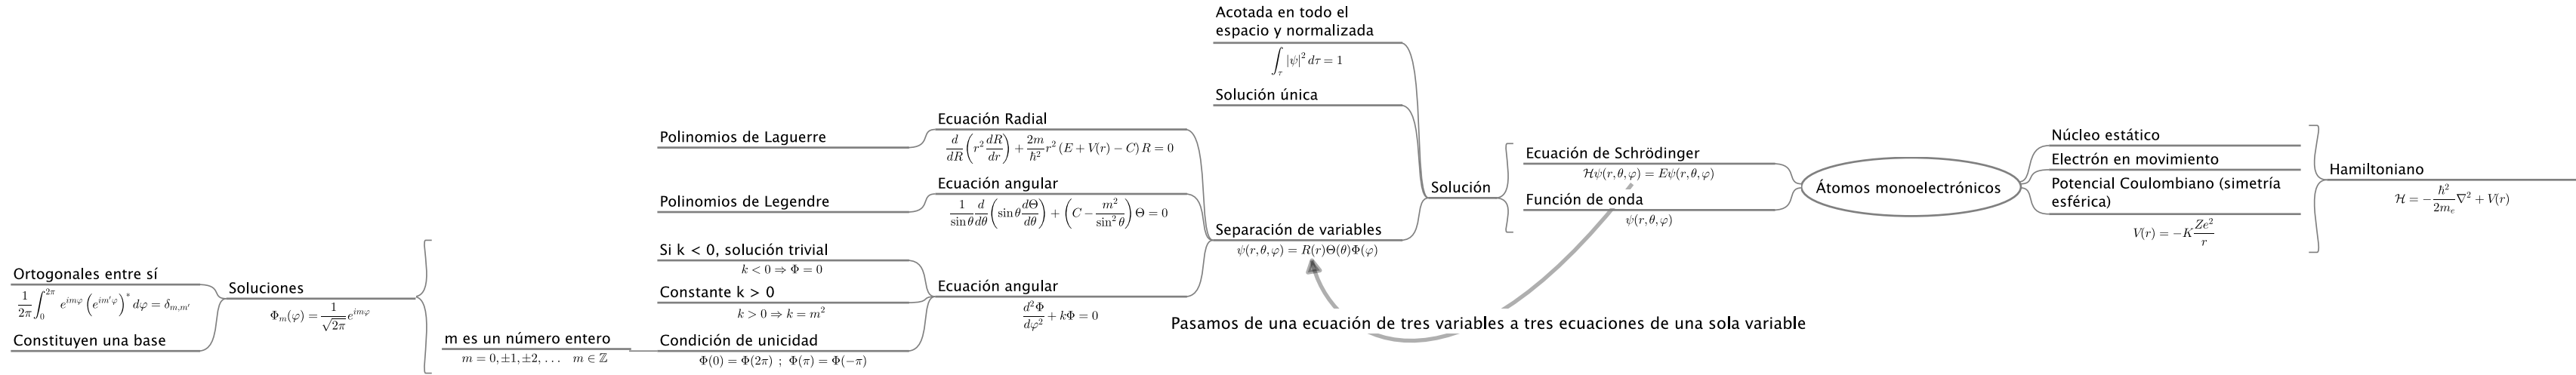 Acotada en todo el
espacio y normalizada
∫_τ |ψ|² dτ = 1
Solución única
Ecuación Radial
d/dR (r² dR/dr) + 2m/ħ² r² (E + V(r) − C) R = 0
Polinomios de Laguerre
Ecuación angular
1/sin θ d/dθ (sin θ dΘ/dθ) + (C − m²/sin² θ) Θ = 0
Polinomios de Legendre
Separación de variables
ψ(r, θ, φ) = R(r)Θ(θ)Φ(φ)
Si k < 0, solución trivial
k < 0 ⇒ Φ = 0
Constante k > 0
k > 0 ⇒ k = m²
Ecuación angular
d²Φ/dφ² + kΦ = 0
Condición de unicidad
Φ(0) = Φ(2π) ; Φ(π) = Φ(−π)
m es un número entero
m = 0, ±1, ±2, . . . m ∈ ℤ
Soluciones
Φₘ(φ) = 1/√2π e^{imφ}
Ortogonales entre sí
1/2π ∫_0^{2π} e^{imφ} (e^{im′φ})* dφ = δ_{m,m′}
Constituyen una base
Solución
Ecuación de Schrödinger
ℋψ(r, θ, φ) = Eψ(r, θ, φ)
Función de onda
ψ(r, θ, φ)
Pasamos de una ecuación de tres variables a tres ecuaciones de una sola variable
Átomos monoelectrónicos
Núcleo estático
Electrón en movimiento
Potencial Coulombiano (simetría
esférica)
V(r) = −K Ze²/r
Hamiltoniano
ℋ = − ħ²/2mₑ ∇² + V(r)